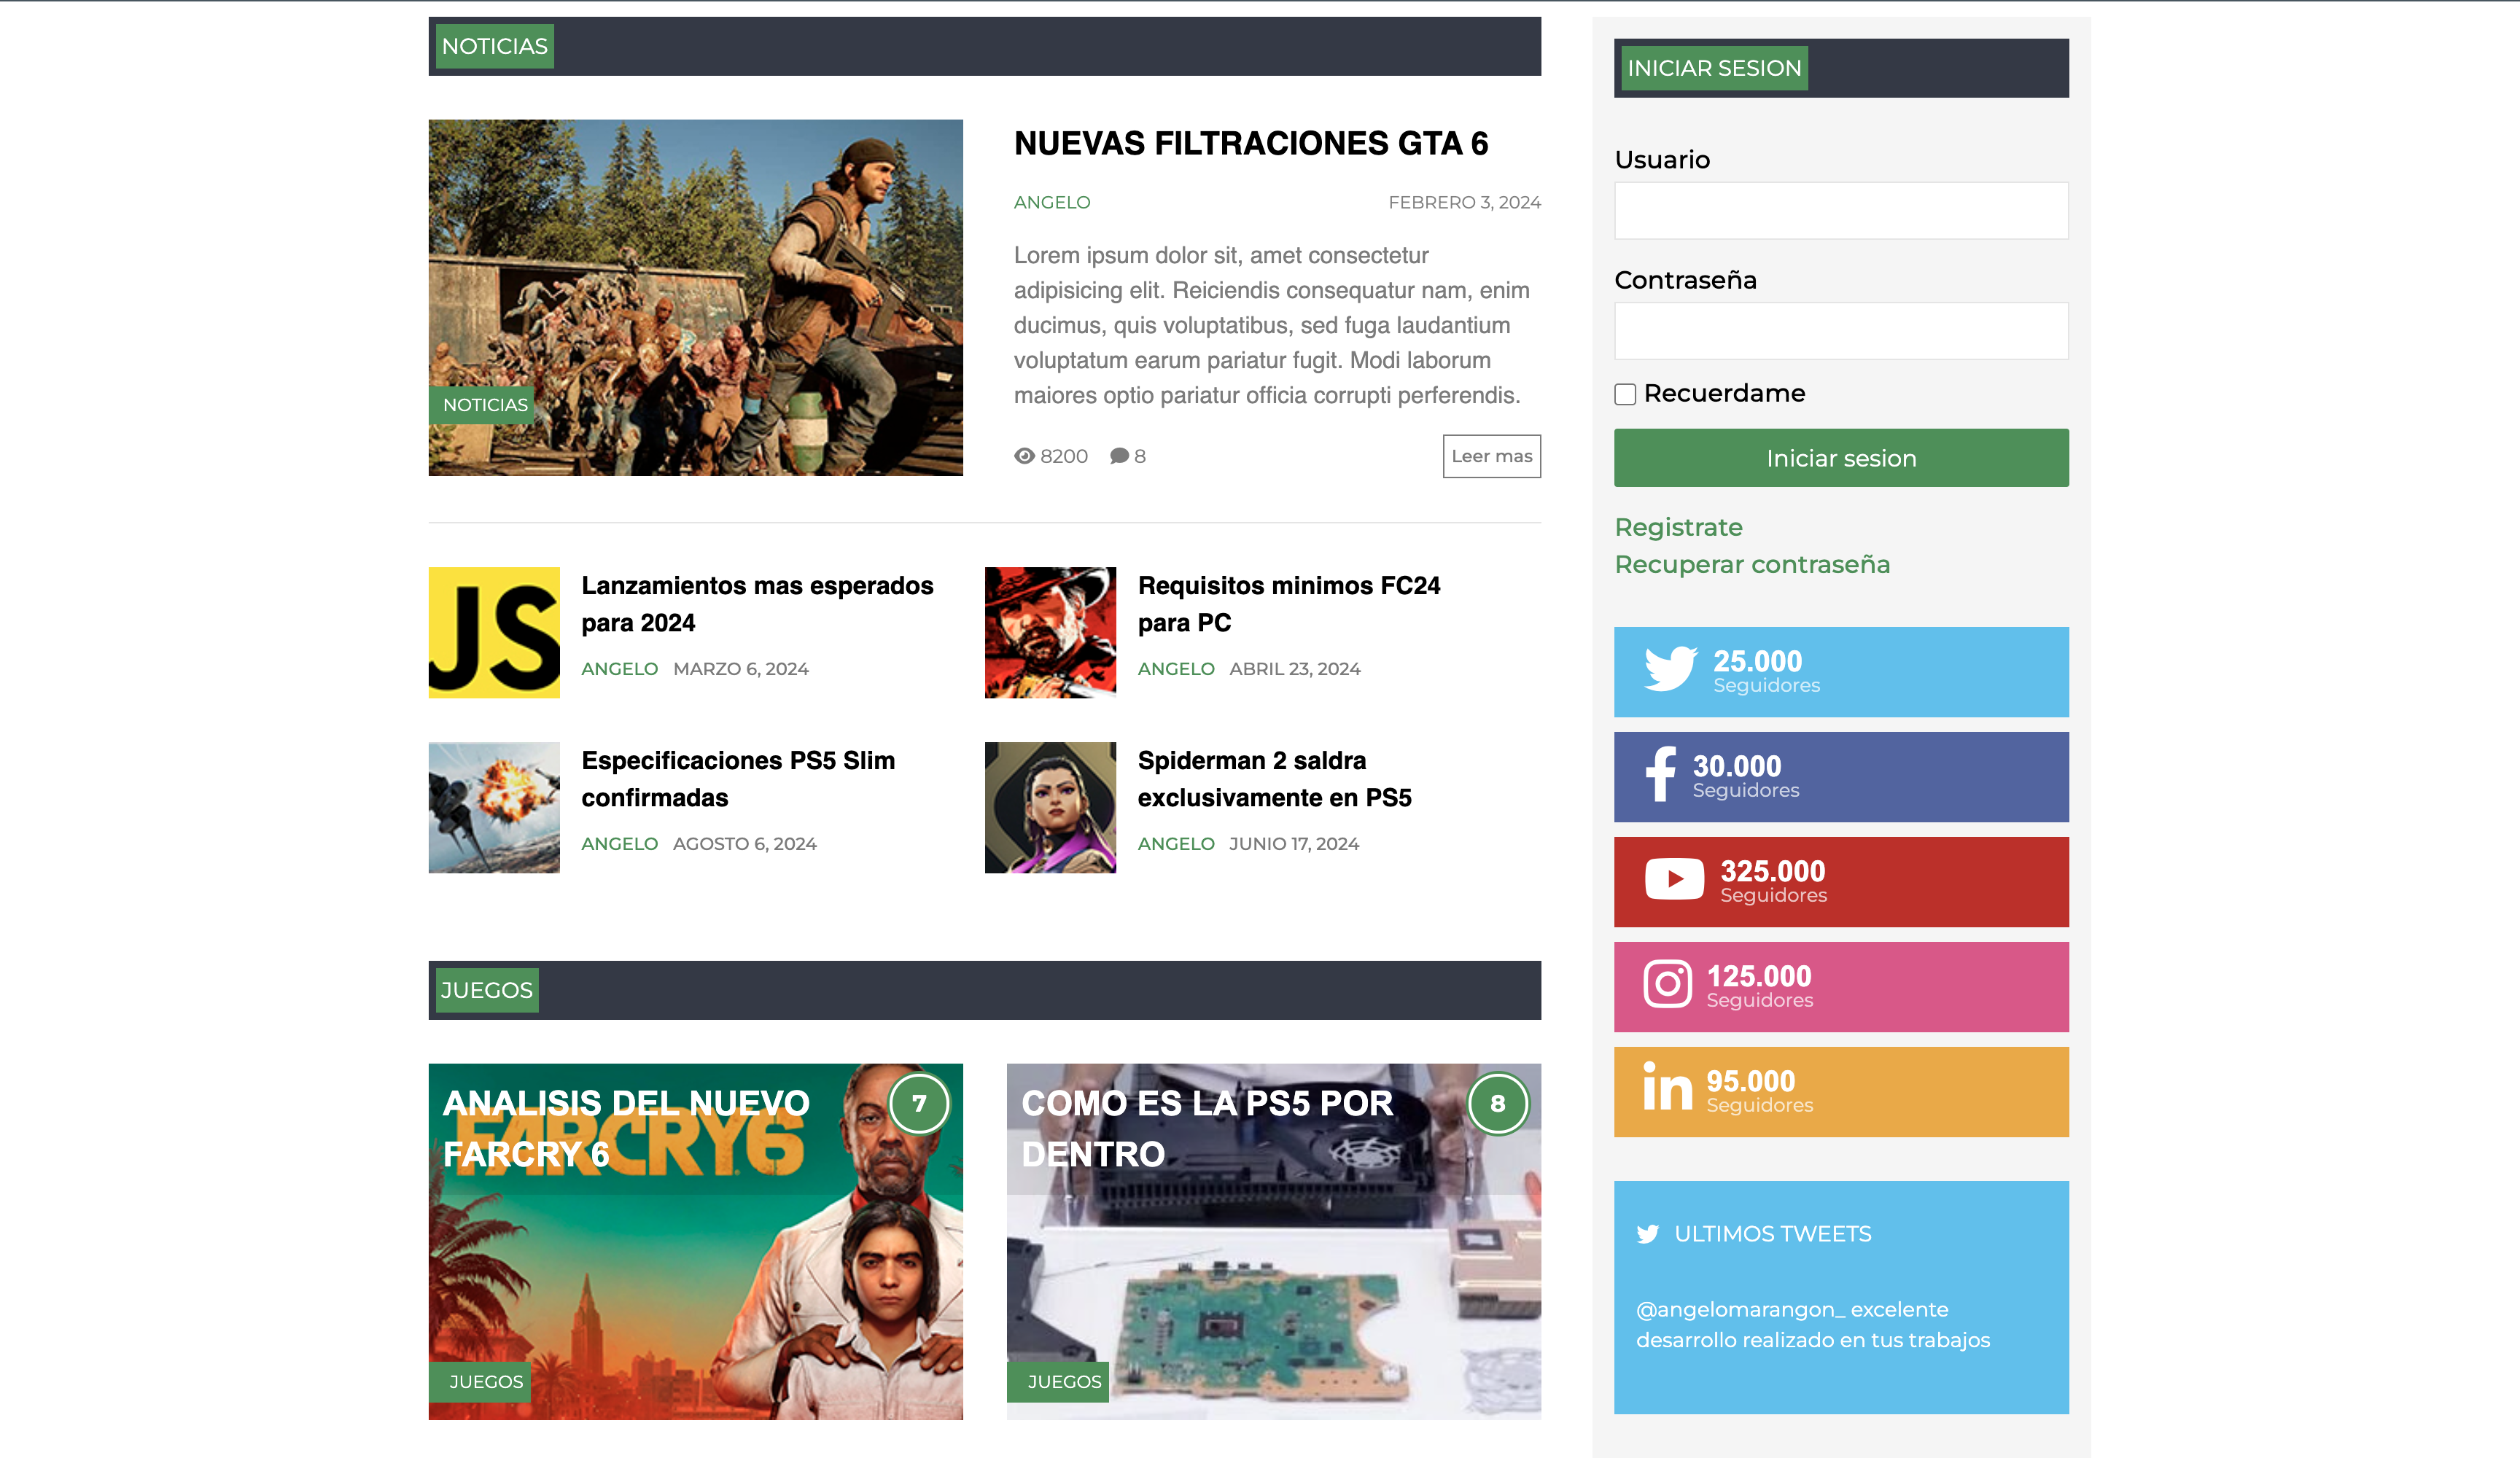 NOTICIAS
NUEVAS FILTRACIONES GTA 6
ANGELO
FEBRERO 3, 2024
Lorem ipsum dolor sit, amet consectetur
adipisicing elit. Reiciendis consequatur nam, enim
ducimus, quis voluptatibus, sed fuga laudantium
voluptatum earum pariatur fugit. Modi laborum
maiores optio pariatur officia corrupti perferendis.
NOTICIAS
8200
8
Leer mas
JS
Lanzamientos mas esperados
para 2024
ANGELO MARZO 6, 2024
Requisitos minimos FC24
para PC
ANGELO ABRIL 23, 2024
Especificaciones PS5 Slim
confirmadas
ANGELO AGOSTO 6, 2024
Spiderman 2 saldra
exclusivamente en PS5
ANGELO JUNIO 17, 2024
JUEGOS
ANALISIS DEL NUEVO
FARCRY 6
7
FARCRY6
JUEGOS
COMO ES LA PS5 POR
DENTRO
8
JUEGOS
INICIAR SESION
Usuario
Contraseña
Recuerdame
Iniciar sesion
Registrate
Recuperar contraseña
25.000
Seguidores
30.000
Seguidores
325.000
Seguidores
125.000
Seguidores
in
95.000
Seguidores
ULTIMOS TWEETS
@angelomarangon_ excelente
desarrollo realizado en tus trabajos